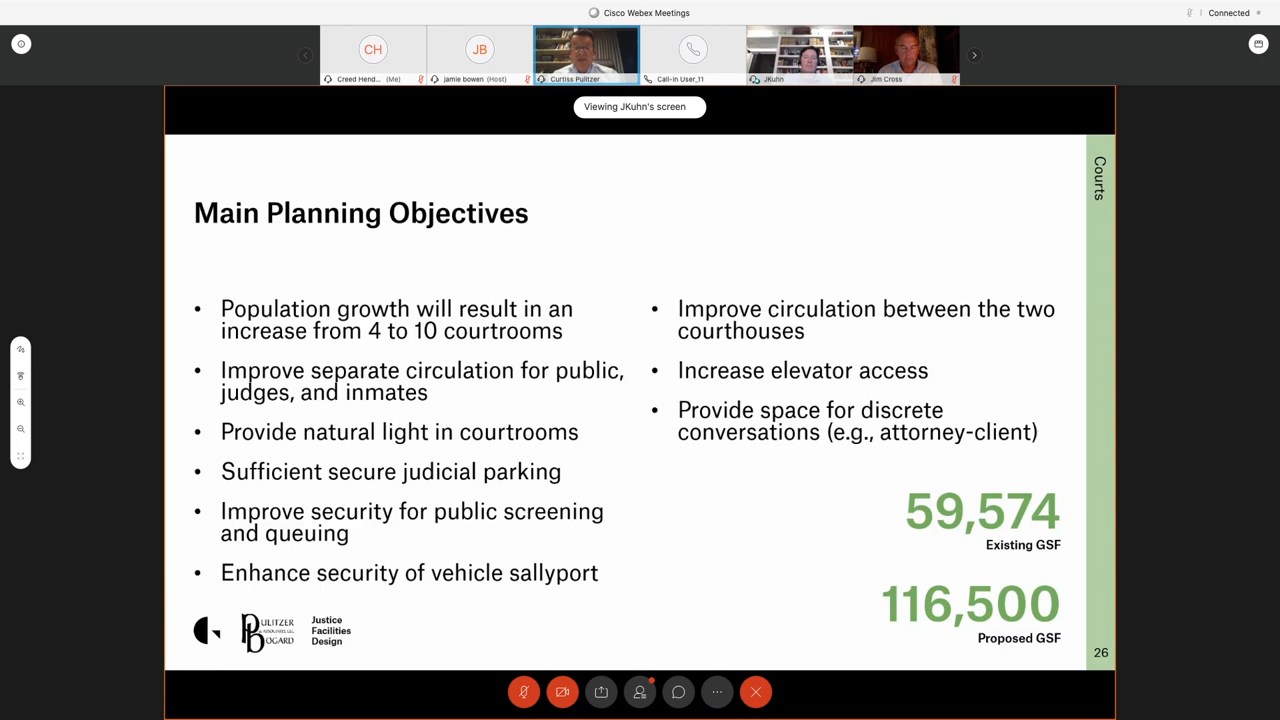 Cisco Webex Meetings
Connected
CH
JB
Creed Hend... (Me)
jamie bowen (Host)
Curtiss Pulitzer
Call-in User_11
JKuhn
Jim Cross
Viewing JKuhn's screen
Courts
Main Planning Objectives
• Population growth will result in an
increase from 4 to 10 courtrooms
• Improve separate circulation for public,
judges, and inmates
• Provide natural light in courtrooms
• Sufficient secure judicial parking
• Improve security for public screening
and queuing
• Enhance security of vehicle sallyport
• Improve circulation between the two
courthouses
• Increase elevator access
• Provide space for discrete
conversations (e.g., attorney-client)
59,574
Existing GSF
116,500
Proposed GSF
PULITZER
BOGARD
Justice
Facilities
Design
26